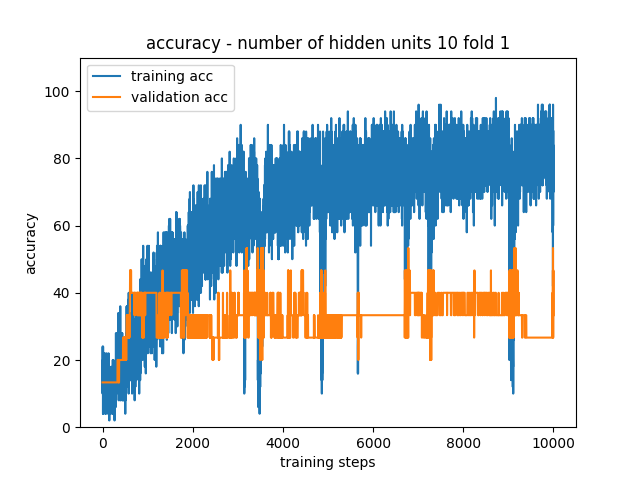 accuracy - number of hidden units 10 fold 1
training acc
validation acc
100
80
60
40
20
0
accuracy
0 2000 4000 6000 8000 10000
training steps